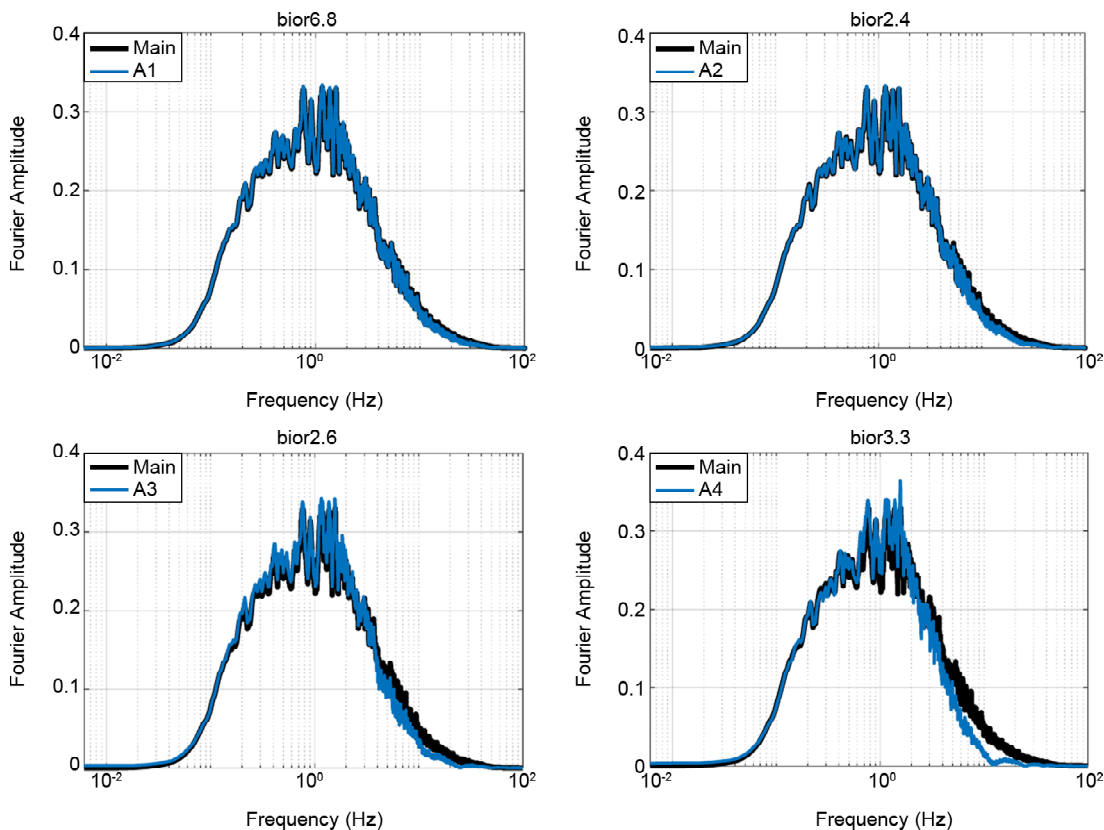 bior6.8
0.4
Main
A1
0.3
0.2
0.1
0
Fourier Amplitude
10-2
100
102
Frequency (Hz)
bior2.4
0.4
Main
A2
0.3
0.2
0.1
0
Fourier Amplitude
10-2
100
102
Frequency (Hz)
bior2.6
0.4
Main
A3
0.3
0.2
0.1
0
Fourier Amplitude
10-2
100
102
Frequency (Hz)
bior3.3
0.4
Main
A4
0.3
0.2
0.1
0
Fourier Amplitude
10-2
100
102
Frequency (Hz)